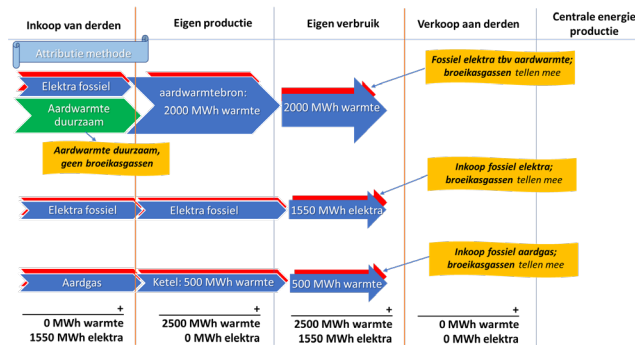 Inkoop van derden
Eigen productie
Eigen verbruik
Verkoop aan derden
Centrale energie
productie
Attributie methode
Elektra fossiel
Aardwarmte
duurzaam
aardwarmtebron:
2000 MWh warmte
2000 MWh warmte
Fossiel elektra tbv aardwarmte;
broeikasgassen tellen mee
Aardwarmte duurzaam,
geen broeikasgassen
Elektra fossiel
Elektra fossiel
1550 MWh elektra
Inkoop fossiel elektra;
broeikasgassen tellen mee
Aardgas
Ketel: 500 MWh warmte
500 MWh warmte
Inkoop fossiel aardgas;
broeikasgassen tellen mee
+
+
+
+
0 MWh warmte
2500 MWh warmte
2500 MWh warmte
0 MWh warmte
1550 MWh elektra
0 MWh elektra
1550 MWh elektra
0 MWh elektra